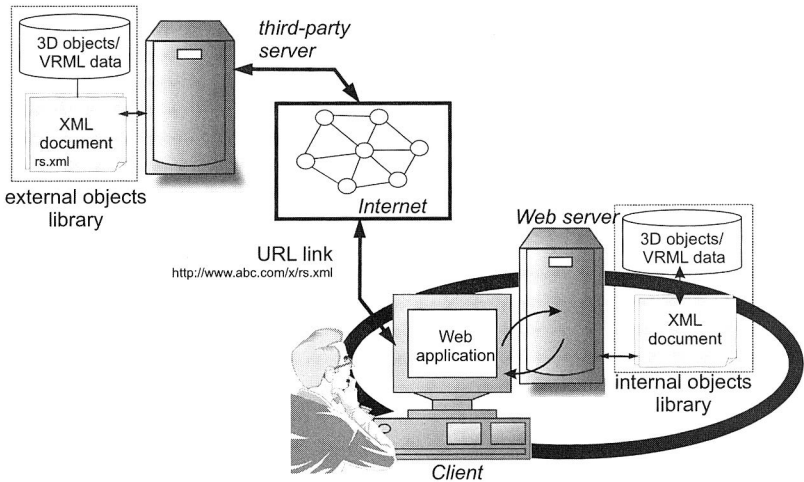 3D objects/
VRML data
XML
document
rs.xml
external objects
library
third-party
server
Internet
URL link
http://www.abc.com/x/rs.xml
Web server
3D objects/
VRML data
XML
document
internal objects
library
Web
application
Client